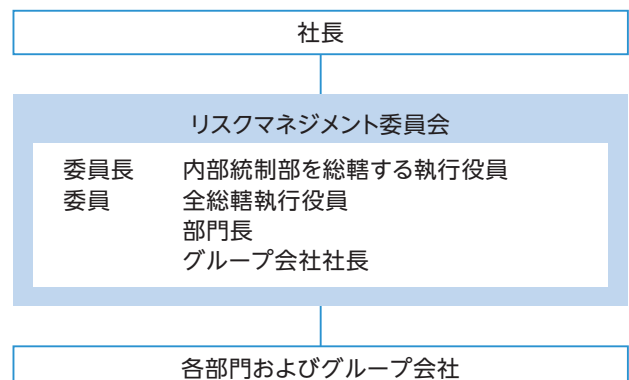 社長
リスクマネジメント委員会
委員長 内部統制部を総轄する執行役員
委員 全総轄執行役員
部門長
グループ会社社長
各部門およびグループ会社